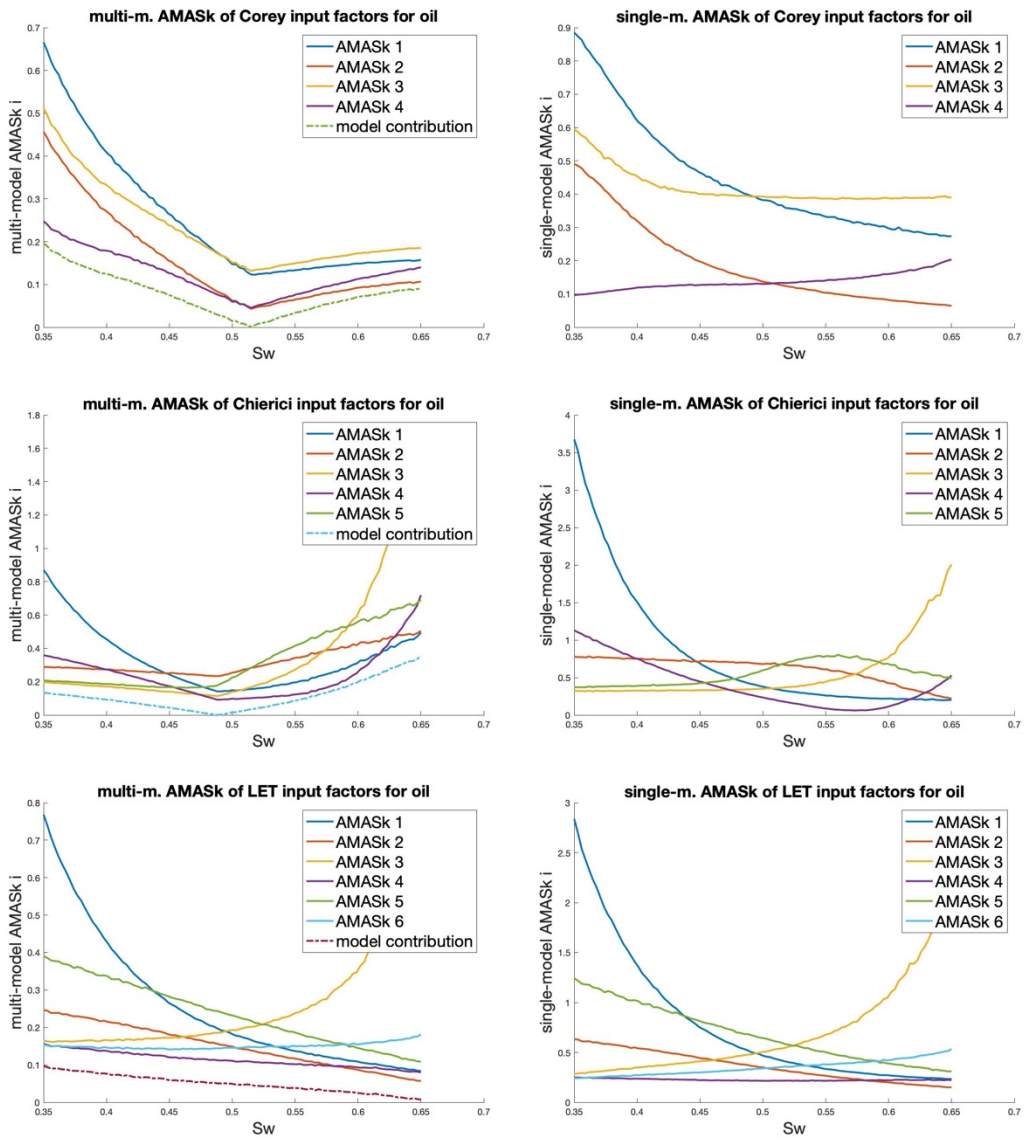 multi-m. AMASk of Corey input factors for oil
multi-model AMASk i
0.7
0.6
0.5
0.4
0.3
0.2
0.1
0
0.35
0.4
0.45
0.5
0.55
0.6
0.65
0.7
Sw
AMASk 1
AMASk 2
AMASk 3
AMASk 4
model contribution
single-m. AMASk of Corey input factors for oil
single-model AMASk i
0.9
0.8
0.7
0.6
0.5
0.4
0.3
0.2
0.1
0
0.35
0.4
0.45
0.5
0.55
0.6
0.65
0.7
Sw
AMASk 1
AMASk 2
AMASk 3
AMASk 4
multi-m. AMASk of Chierici input factors for oil
multi-model AMASk i
1.8
1.6
1.4
1.2
1
0.8
0.6
0.4
0.2
0
0.35
0.4
0.45
0.5
0.55
0.6
0.65
0.7
Sw
AMASk 1
AMASk 2
AMASk 3
AMASk 4
AMASk 5
model contribution
single-m. AMASk of Chierici input factors for oil
single-model AMASk i
4
3.5
3
2.5
2
1.5
1
0.5
0
0.35
0.4
0.45
0.5
0.55
0.6
0.65
0.7
Sw
AMASk 1
AMASk 2
AMASk 3
AMASk 4
AMASk 5
multi-m. AMASk of LET input factors for oil
multi-model AMASk i
0.8
0.7
0.6
0.5
0.4
0.3
0.2
0.1
0
0.35
0.4
0.45
0.5
0.55
0.6
0.65
0.7
Sw
AMASk 1
AMASk 2
AMASk 3
AMASk 4
AMASk 5
AMASk 6
model contribution
single-m. AMASk of LET input factors for oil
single-model AMASk i
3
2.5
2
1.5
1
0.5
0
0.35
0.4
0.45
0.5
0.55
0.6
0.65
0.7
Sw
AMASk 1
AMASk 2
AMASk 3
AMASk 4
AMASk 5
AMASk 6